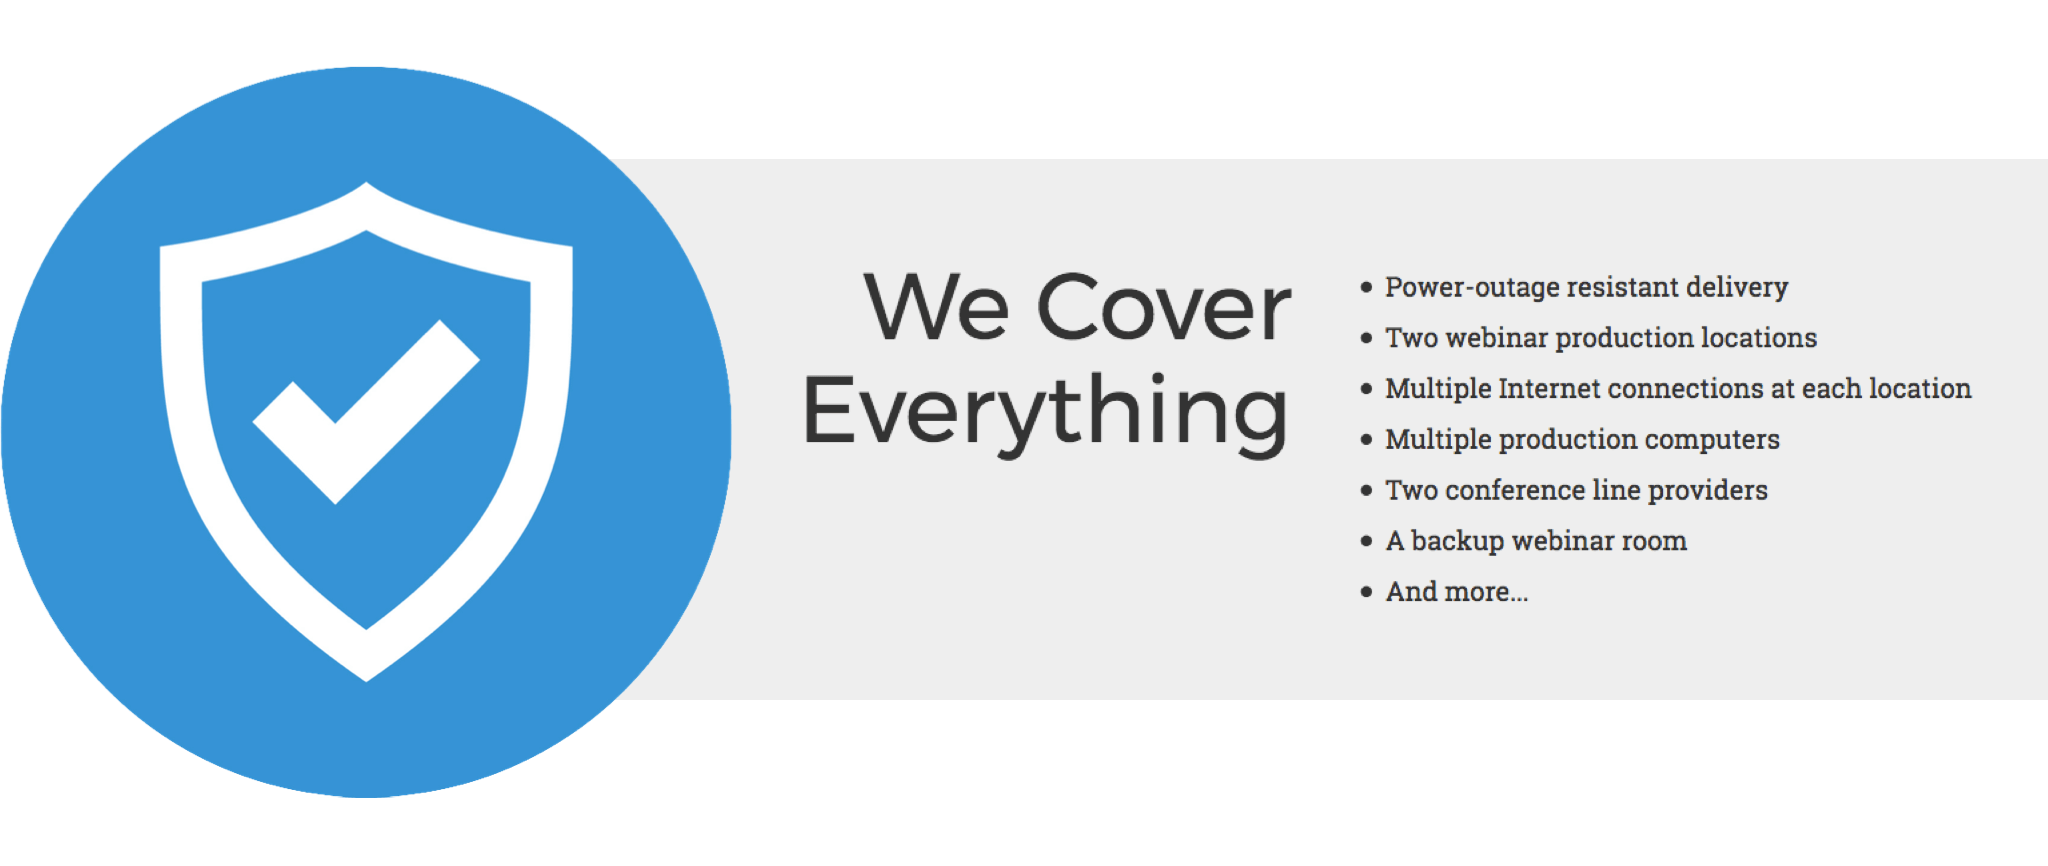 We Cover
Everything
• Power-outage resistant delivery
• Two webinar production locations
• Multiple Internet connections at each location
• Multiple production computers
• Two conference line providers
• A backup webinar room
• And more...